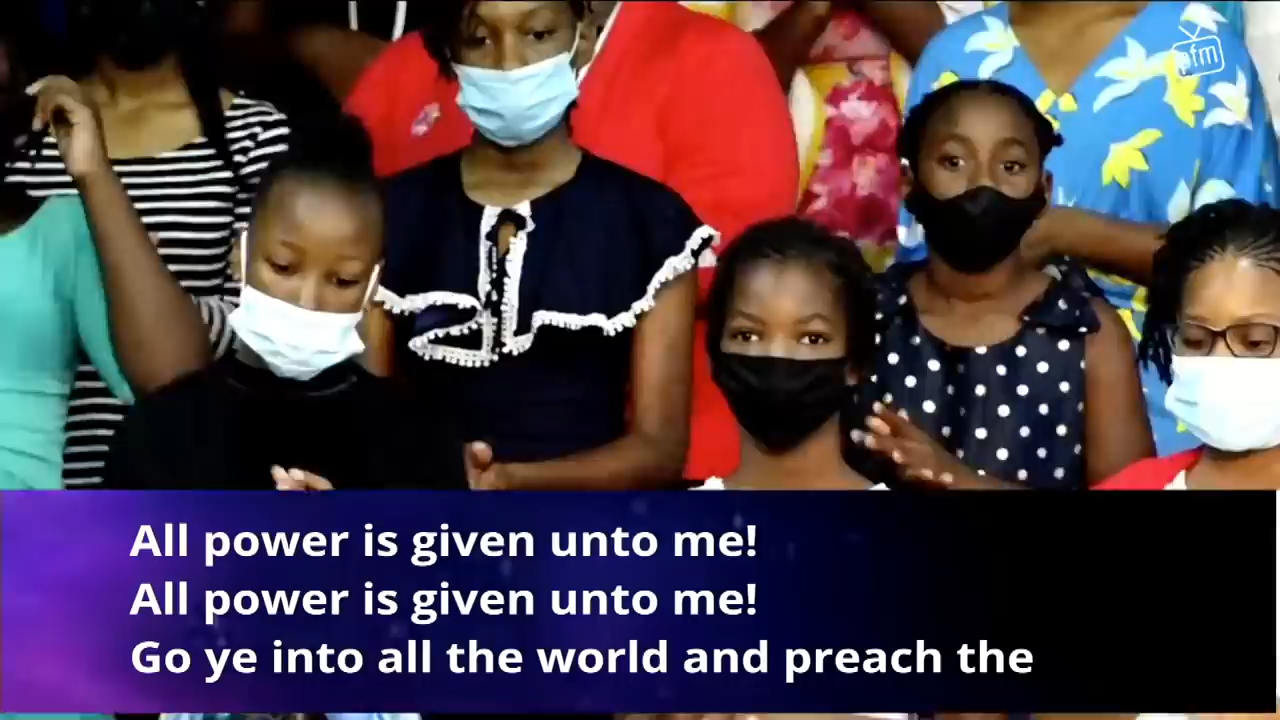 pfm
All power is given unto me!
All power is given unto me!
Go ye into all the world and preach the